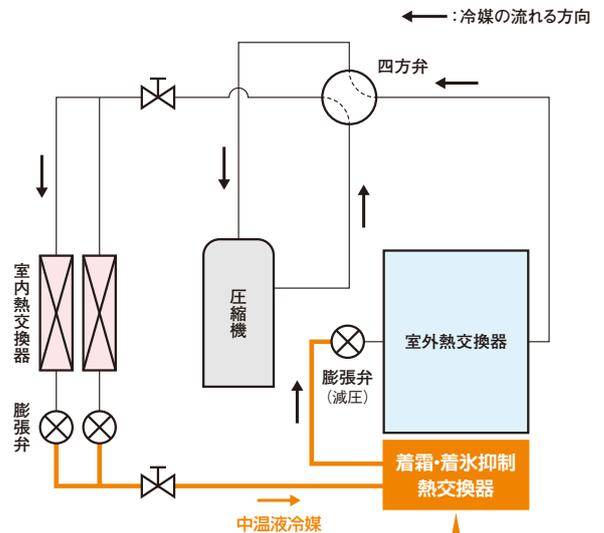 ：冷媒の流れる方向
四方弁
室内熱交換器
圧縮機
室外熱交換器
膨張弁
（減圧）
膨張弁
着霜・着氷抑制
熱交換器
中温液冷媒